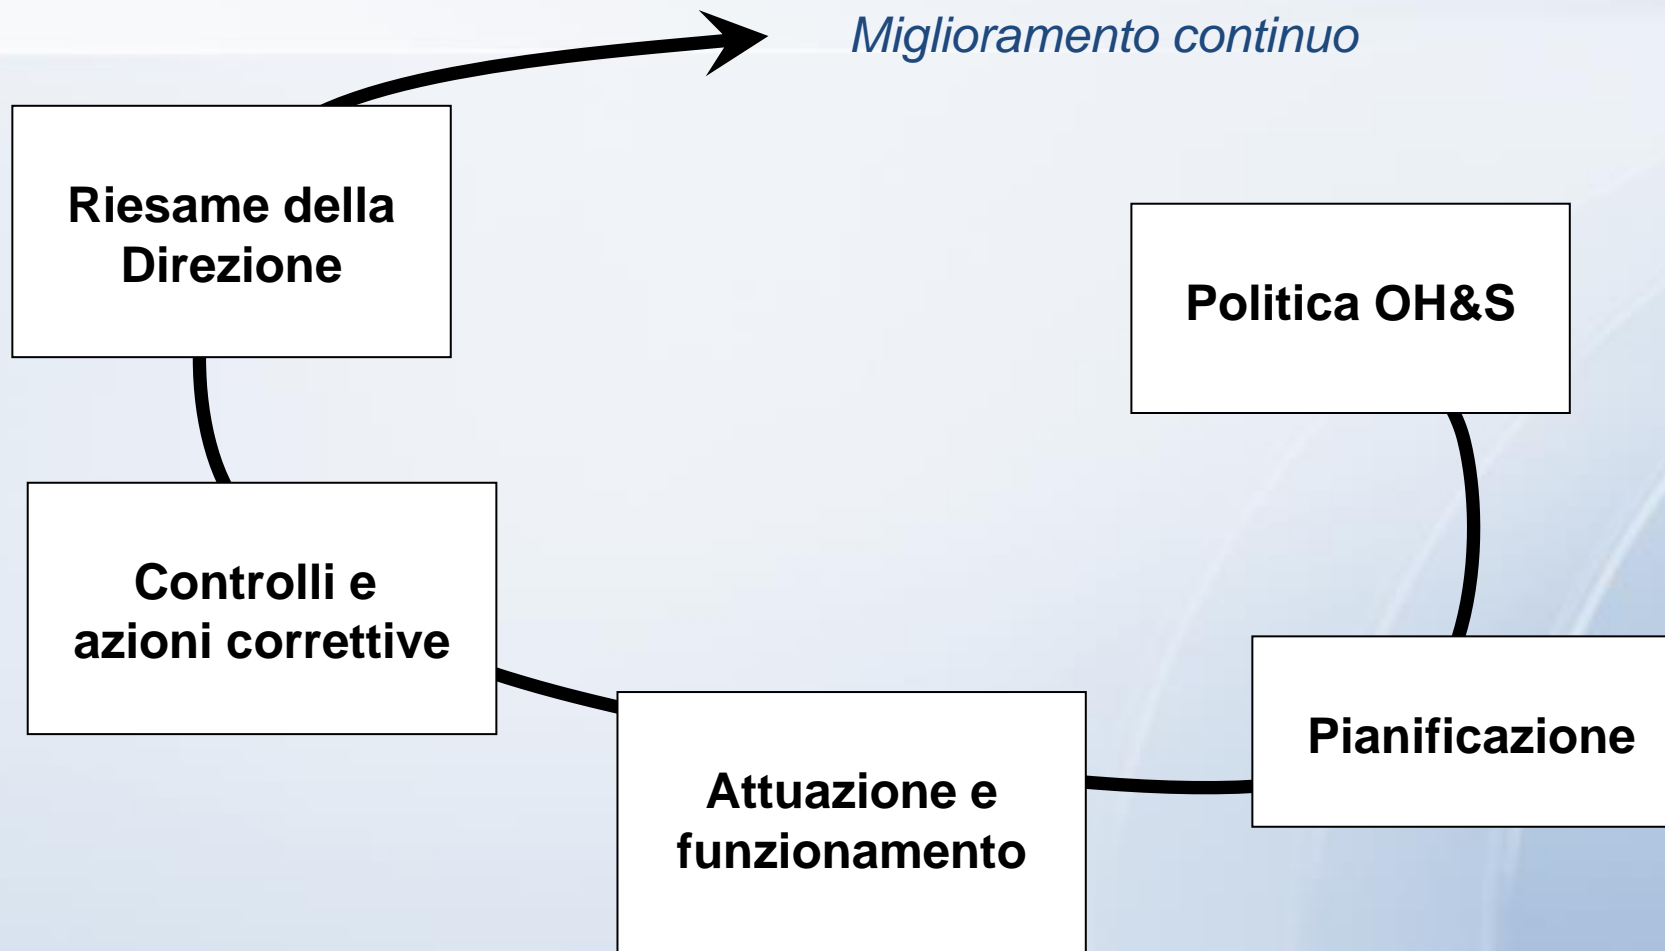 Miglioramento continuo
Riesame della
Direzione
Politica OH&S
Controlli e
azioni correttive
Pianificazione
Attuazione e
funzionamento